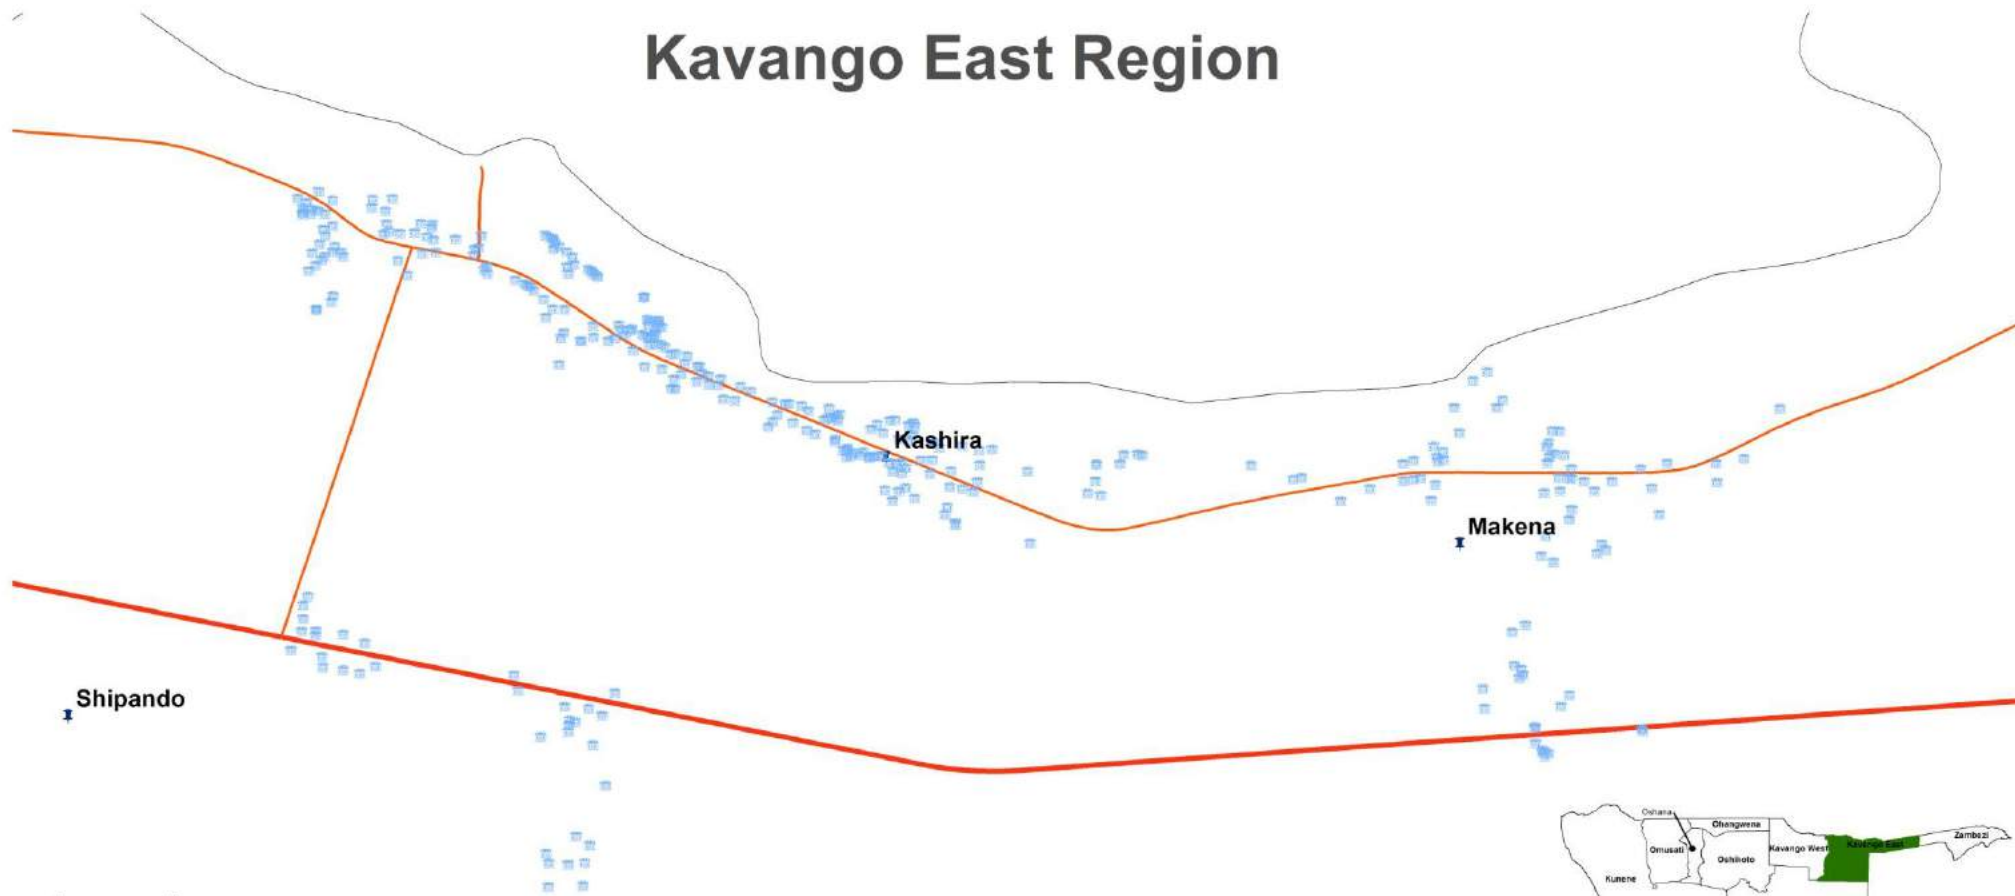 Kavango East Region
Kashira
Makena
Shipando
Oshana
Ohangwena
Zambezi
Omusati
Kavango West
Kavango East
Oshikoto
Kunene